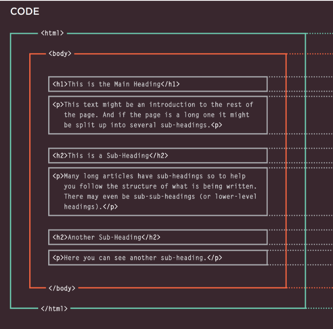 CODE
<html>
<body>
<h1>This is the Main Heading</h1>
<p>This text might be an introduction to the rest of
the page. And if the page is a long one it might
be split up into several sub-headings.<p>
<h2>This is a Sub-Heading</h2>
<p>Many long articles have sub-headings so to help
you follow the structure of what is being written.
There may even be sub-sub-headings (or lower-level
headings).</p>
<h2>Another Sub-Heading</h2>
<p>Here you can see another sub-heading.</p>
</body>
</html>